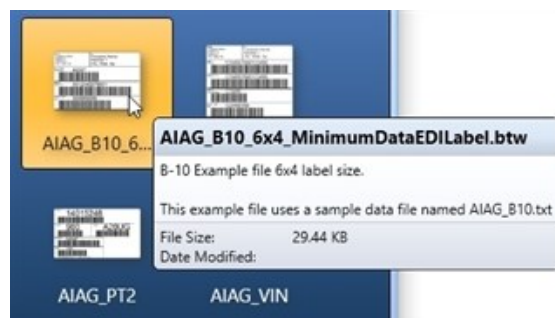 AIAG_B10_6...
AIAG_B10_6x4_MinimumDataEDILabel.btw
B-10 Example file 6x4 label size.
This example file uses a sample data file named AIAG_B10.txt
File Size: 29.44 KB
Date Modified:
AIAG_PT2 AIAG_VIN